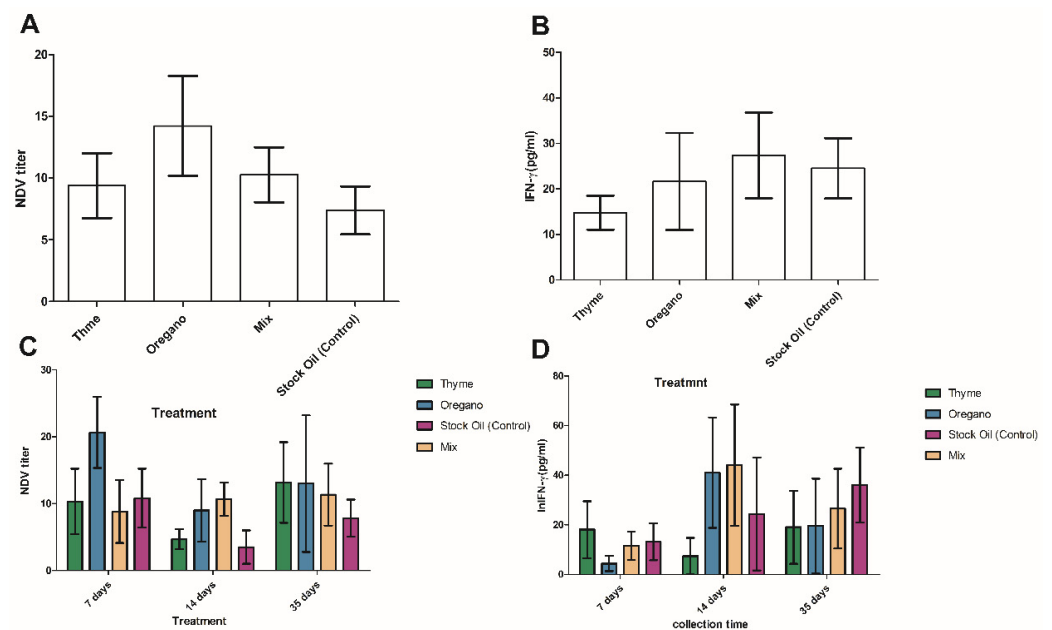 A
NDV titer
20
15
10
5
0
Thme
Oregano
Mix
Stock Oil (Control)
Treatment
B
IFN-γ(pg/ml)
50
40
30
20
10
0
Thyme
Oregano
Mix
Stock Oil (Control)
Treatmnt
C
NDV titer
30
20
10
0
7 days
14 days
35 days
Treatment
Thyme
Oregano
Stock Oil (Control)
Mix
D
InIFN-γ(pg/ml)
80
60
40
20
0
7 days
14 days
35 days
collection time
Thyme
Oregano
Stock Oil (Control)
Mix